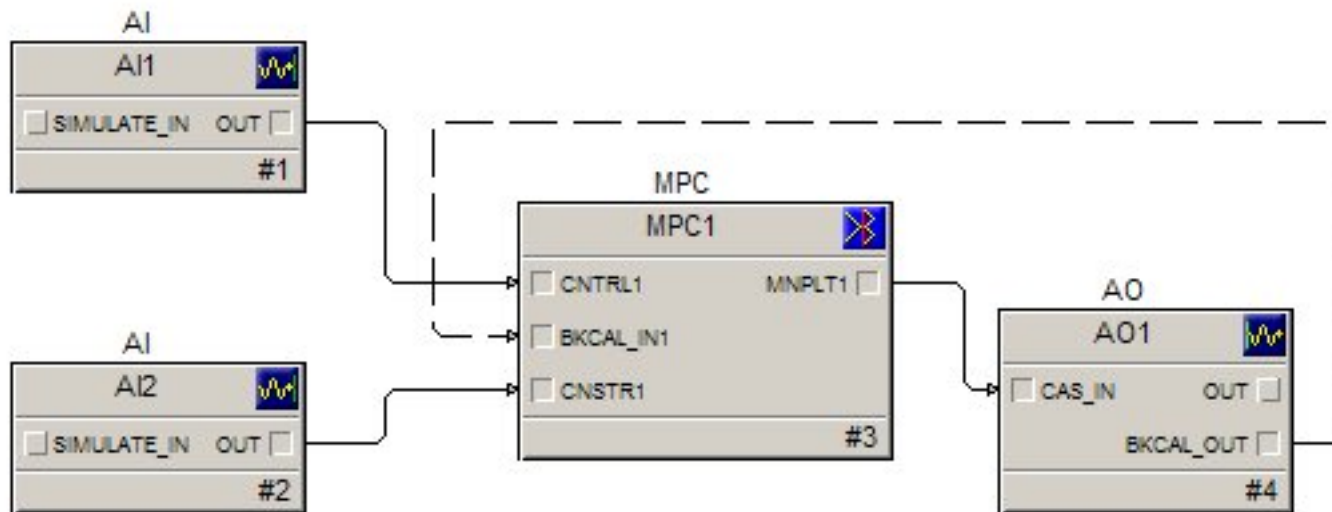 AI
AI1
SIMULATE_IN OUT
#1
MPC
MPC1
CNTRL1 MNPLT1
BKCAL_IN1
CNSTR1
#3
AI
AI2
SIMULATE_IN OUT
#2
AO
AO1
CAS_IN OUT
BKCAL_OUT
#4